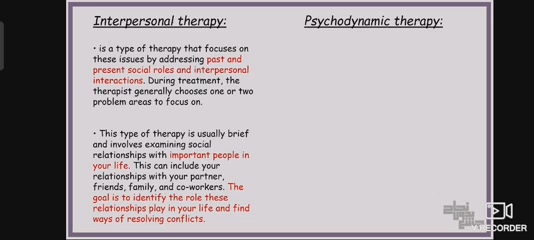 Interpersonal therapy:
Psychodynamic therapy:
• is a type of therapy that focuses on
these issues by addressing past and
present social roles and interpersonal
interactions. During treatment, the
therapist generally chooses one or two
problem areas to focus on.
• This type of therapy is usually brief
and involves examining social
relationships with important people in
your life. This can include your
relationships with your partner,
friends, family, and co-workers. The
goal is to identify the role these
relationships play in your life and find
ways of resolving conflicts.
RECORDER